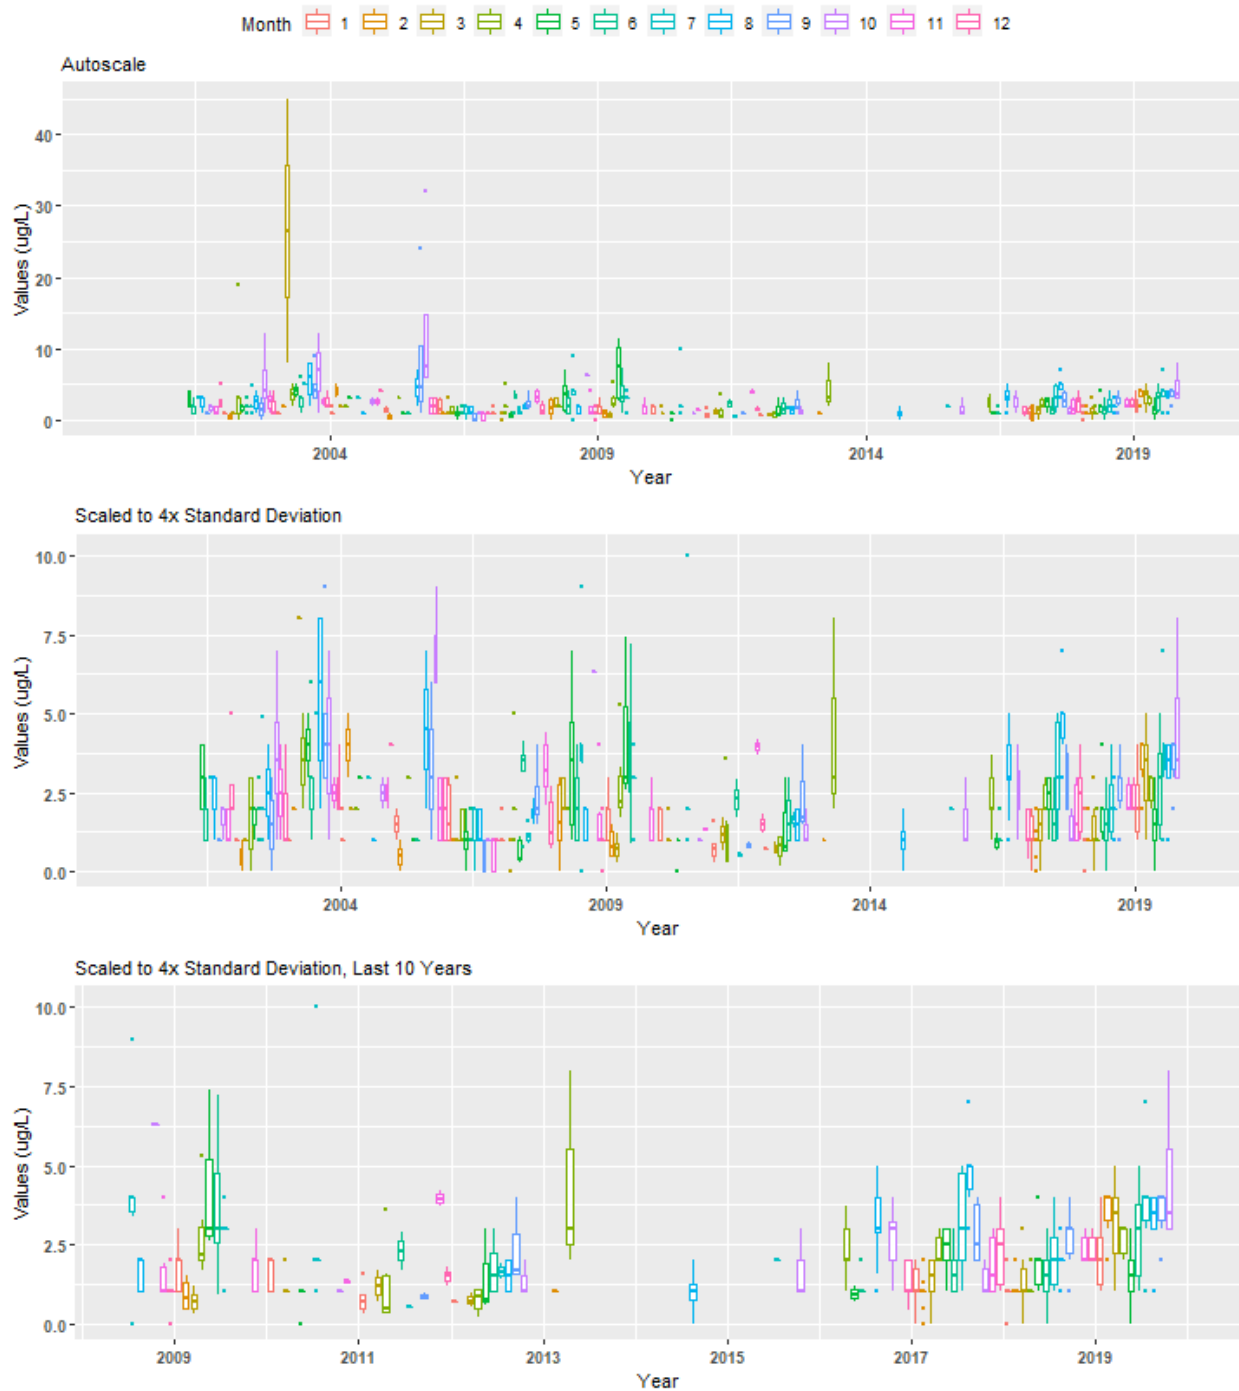 Month 1 2 3 4 5 6 7 8 9 10 11 12
Autoscale
Values (ug/L)
40
30
20
10
0
2004 2009 2014 2019
Year
Scaled to 4x Standard Deviation
Values (ug/L)
10.0
7.5
5.0
2.5
0.0
2004 2009 2014 2019
Year
Scaled to 4x Standard Deviation, Last 10 Years
Values (ug/L)
10.0
7.5
5.0
2.5
0.0
2009 2011 2013 2015 2017 2019
Year